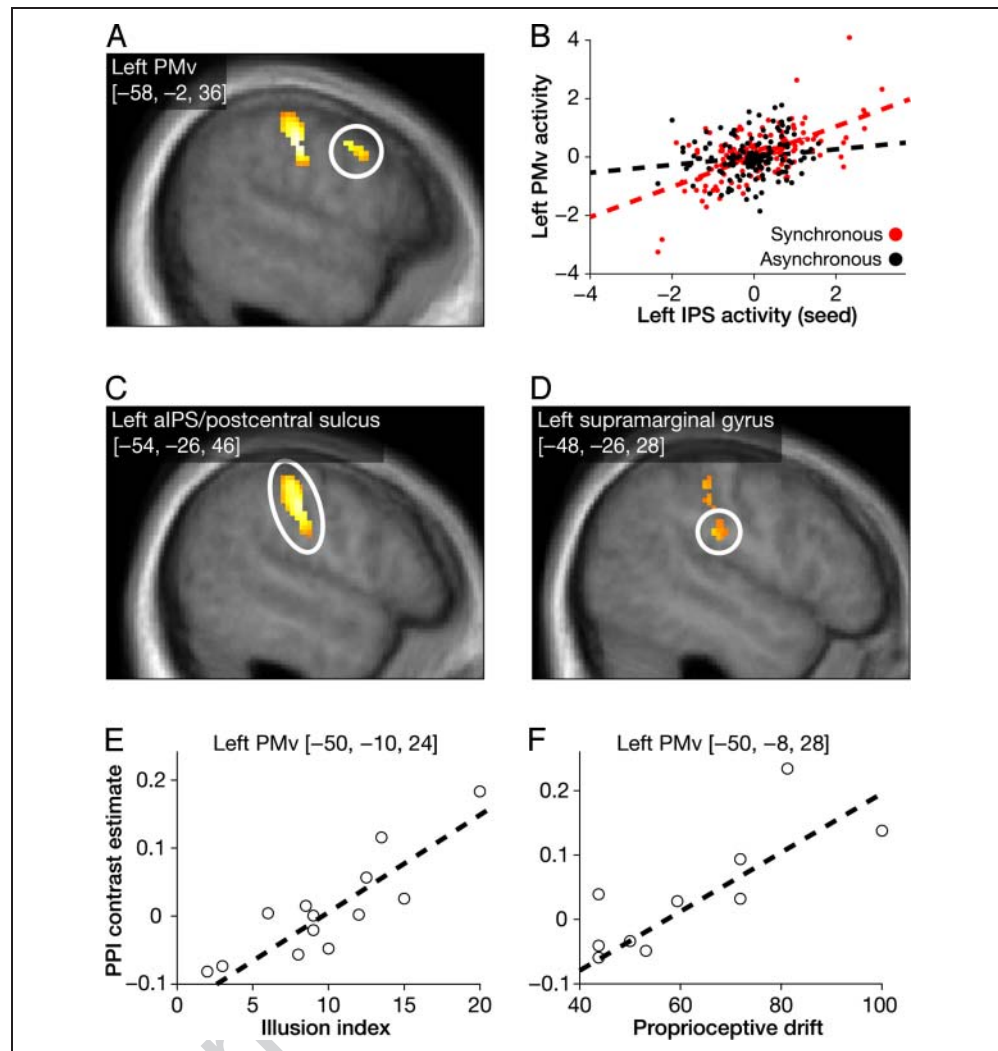 A
Left PMv
[−58, −2, 36]
B
4
2
0
−2
−4
−4
−2
0
2
Left PMv activity
Synchronous
Asynchronous
Left IPS activity (seed)
C
Left aIPS/postcentral sulcus
[−54, −26, 46]
D
Left supramarginal gyrus
[−48, −26, 28]
E
Left PMv [−50, −10, 24]
PPI contrast estimate
0.2
0.1
0
−0.1
0
5
10
15
20
Illusion index
F
Left PMv [−50, −8, 28]
0.2
0.1
0
−0.1
40
60
80
100
Proprioceptive drift